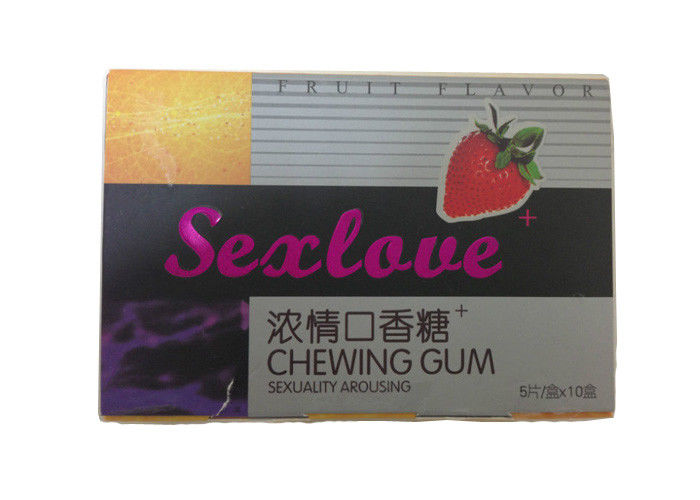 FRUIT FLAVOR
Sexlove+
浓情口香糖+
CHEWING GUM
SEXUALITY AROUSING
5片/盒x10盒